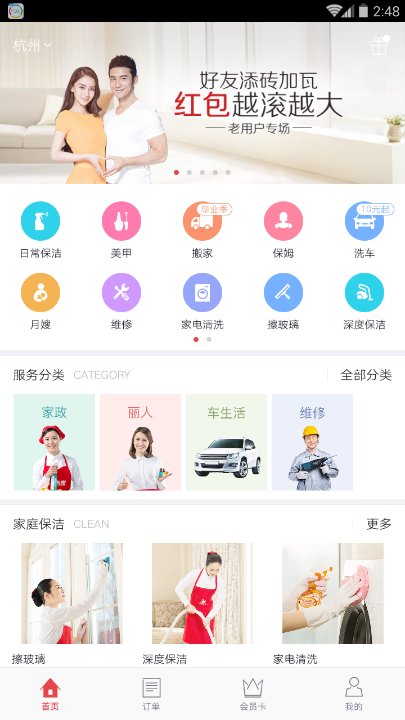 2:48
杭州
好友添砖加瓦
红包越滚越大
老用户专场
毕业季
10元起
日常保洁
美甲
搬家
保姆
洗车
月嫂
维修
家电清洗
擦玻璃
深度保洁
服务分类 CATEGORY 全部分类
家政
丽人
车生活
维修
家庭保洁 CLEAN 更多
擦玻璃
深度保洁
家电清洗
首页
订单
会员卡
我的